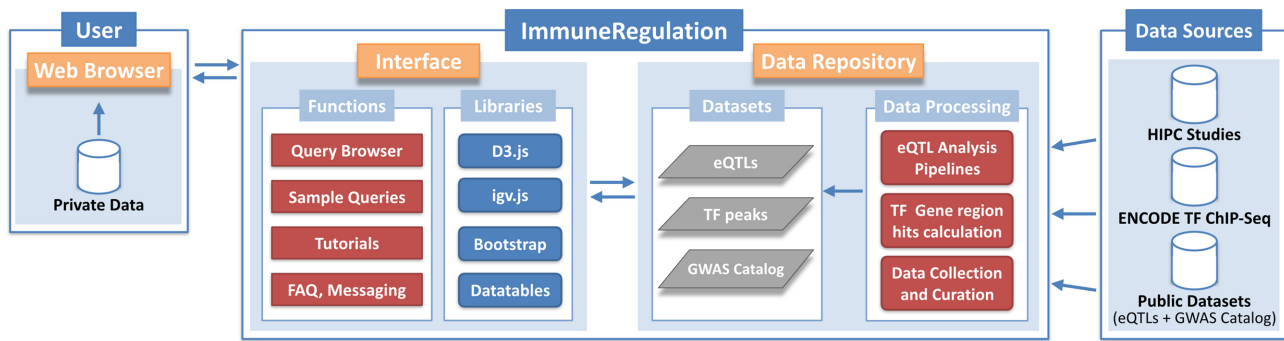 User
Web Browser
Private Data
ImmuneRegulation
Interface
Functions
Query Browser
Sample Queries
Tutorials
FAQ, Messaging
Libraries
D3.js
igv.js
Bootstrap
Datatables
Data Repository
Datasets
eQTLs
TF peaks
GWAS Catalog
Data Processing
eQTL Analysis
Pipelines
TF Gene region
hits calculation
Data Collection
and Curation
Data Sources
HIPC Studies
ENCODE TF ChIP-Seq
Public Datasets
(eQTLs + GWAS Catalog)